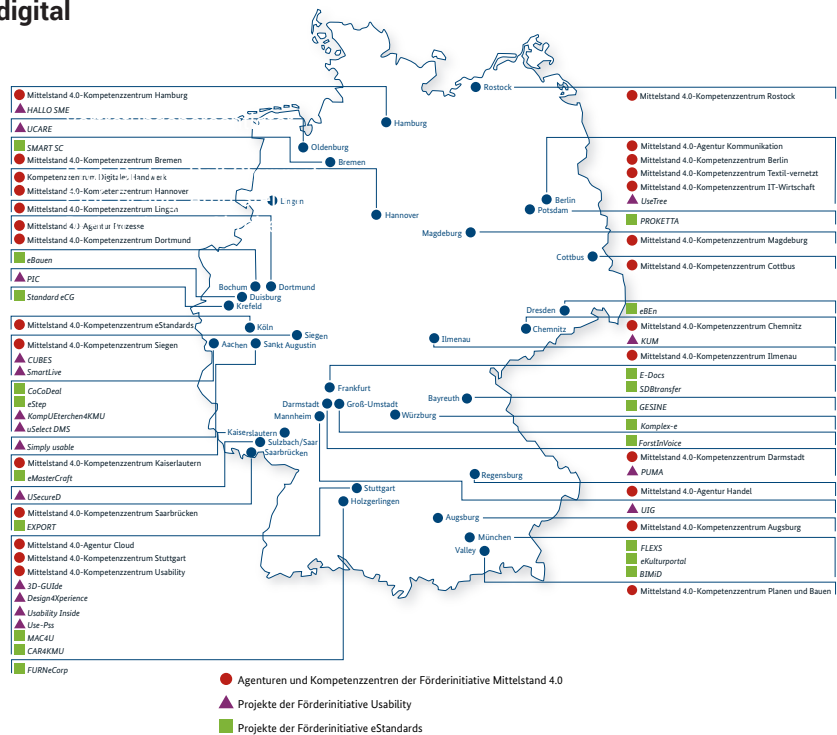 digital
Mittelstand 4.0-Kompetenzzentrum Hamburg
HALLO SME
UCARE
SMART SC
Mittelstand 4.0-Kompetenzzentrum Bremen
Kompetenzzentrum Digitales Handwerk
Mittelstand 4.0-Kompetenzzentrum Hannover
Mittelstand 4.0-Kompetenzzentrum Lingen
Mittelstand 4.0-Agentur Prozesse
Mittelstand 4.0-Kompetenzzentrum Dortmund
eBauen
PIC
Standard eCG
Mittelstand 4.0-Kompetenzzentrum eStandards
Mittelstand 4.0-Kompetenzzentrum Siegen
CUBES
SmartLive
CoCoDeal
eStep
KompUEterchen4KMU
uSelect DMS
Simply usable
Mittelstand 4.0-Kompetenzzentrum Kaiserlautern
eMasterCraft
USecureD
Mittelstand 4.0-Kompetenzzentrum Saarbrücken
EXPORT
Mittelstand 4.0-Agentur Cloud
Mittelstand 4.0-Kompetenzzentrum Stuttgart
Mittelstand 4.0-Kompetenzzentrum Usability
3D-GUIde
Design4Xperience
Usability Inside
Use-Pss
MAC4U
CAR4KMU
FURNeCorp
Rostock
Hamburg
Oldenburg
Bremen
Lingen
Hannover
Berlin
Potsdam
Magdeburg
Cottbus
Bochum
Dortmund
Duisburg
Krefeld
Köln
Siegen
Aachen
Sankt Augustin
Dresden
Chemnitz
Ilmenau
Frankfurt
Darmstadt
Groß-Umstadt
Bayreuth
Mannheim
Würzburg
Kaiserslautern
Sulzbach/Saar
Saarbrücken
Regensburg
Stuttgart
Holzgerlingen
Augsburg
München
Valley
Mittelstand 4.0-Kompetenzzentrum Rostock
Mittelstand 4.0-Agentur Kommunikation
Mittelstand 4.0-Kompetenzzentrum Berlin
Mittelstand 4.0-Kompetenzzentrum Textil-vernetzt
Mittelstand 4.0-Kompetenzzentrum IT-Wirtschaft
UseTree
PROKETTA
Mittelstand 4.0-Kompetenzzentrum Magdeburg
Mittelstand 4.0-Kompetenzzentrum Cottbus
eBEn
Mittelstand 4.0-Kompetenzzentrum Chemnitz
KUM
Mittelstand 4.0-Kompetenzzentrum Ilmenau
E-Docs
SDBtransfer
GESINE
Komplex-e
ForstInVoice
Mittelstand 4.0-Kompetenzzentrum Darmstadt
PUMA
Mittelstand 4.0-Agentur Handel
UIG
Mittelstand 4.0-Kompetenzzentrum Augsburg
FLEXS
eKulturportal
BIMiD
Mittelstand 4.0-Kompetenzzentrum Planen und Bauen
Agenturen und Kompetenzzentren der Förderinitiative Mittelstand 4.0
Projekte der Förderinitiative Usability
Projekte der Förderinitiative eStandards